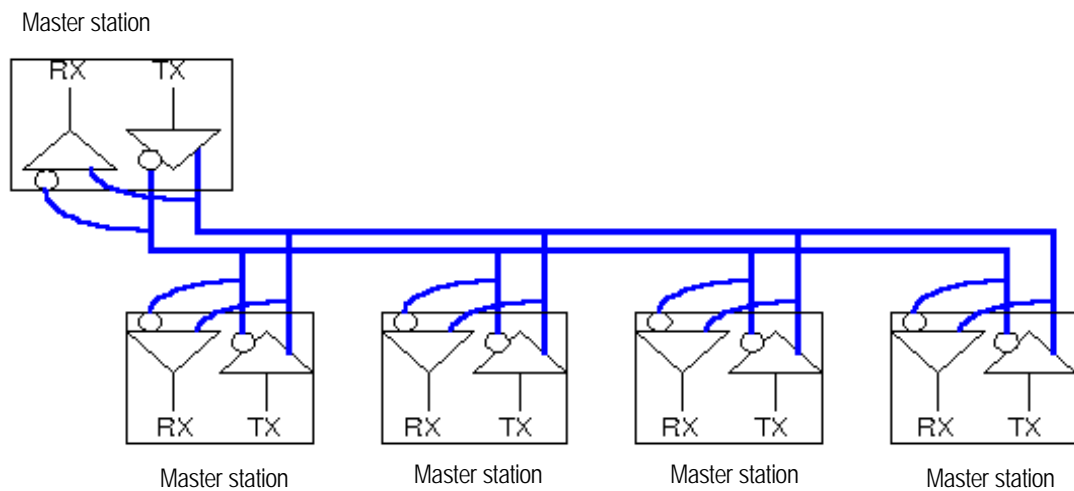 Master station
RX TX
RX TX RX TX RX TX RX TX
Master station Master station Master station Master station